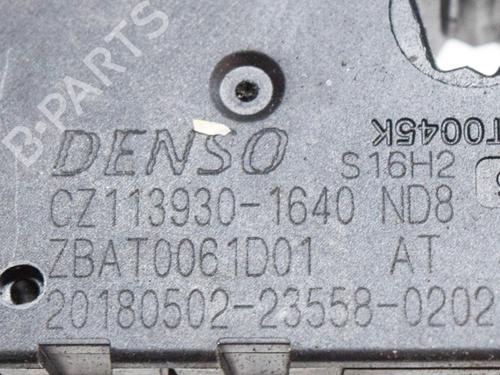 B-PARTS
DENSO
S16H2
CZ113930-1640 ND8
ZBAT0061D01 AT
20180502-23558-0202
T0045K